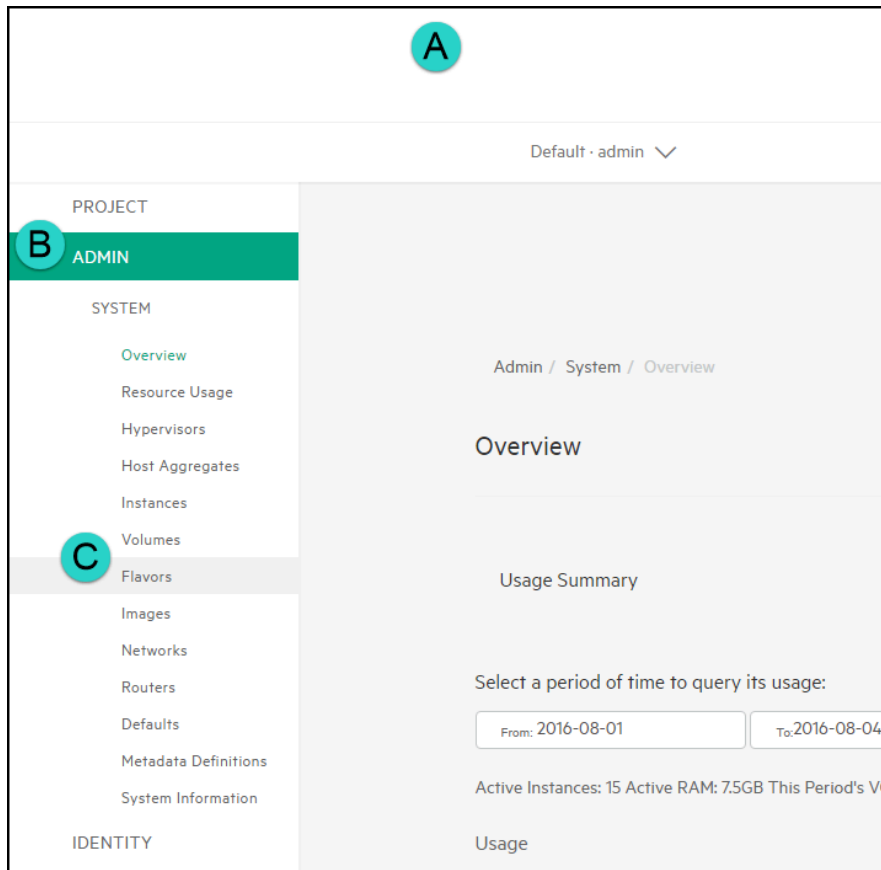 A
Default · admin
PROJECT
B
ADMIN
SYSTEM
Overview
Resource Usage
Hypervisors
Host Aggregates
Instances
Volumes
C
Flavors
Images
Networks
Routers
Defaults
Metadata Definitions
System Information
IDENTITY
Admin / System / Overview
Overview
Usage Summary
Select a period of time to query its usage:
From: 2016-08-01 To:2016-08-04
Active Instances: 15 Active RAM: 7.5GB This Period's
Usage